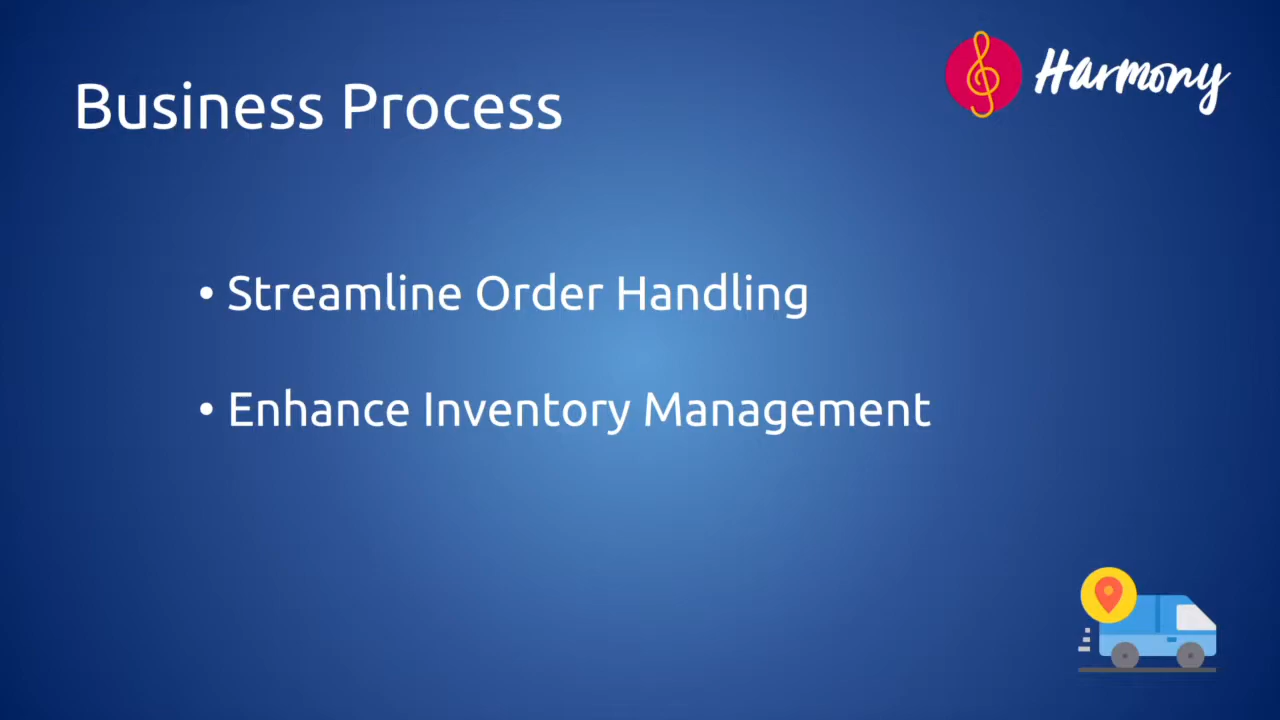 Harmony
Business Process
• Streamline Order Handling
• Enhance Inventory Management